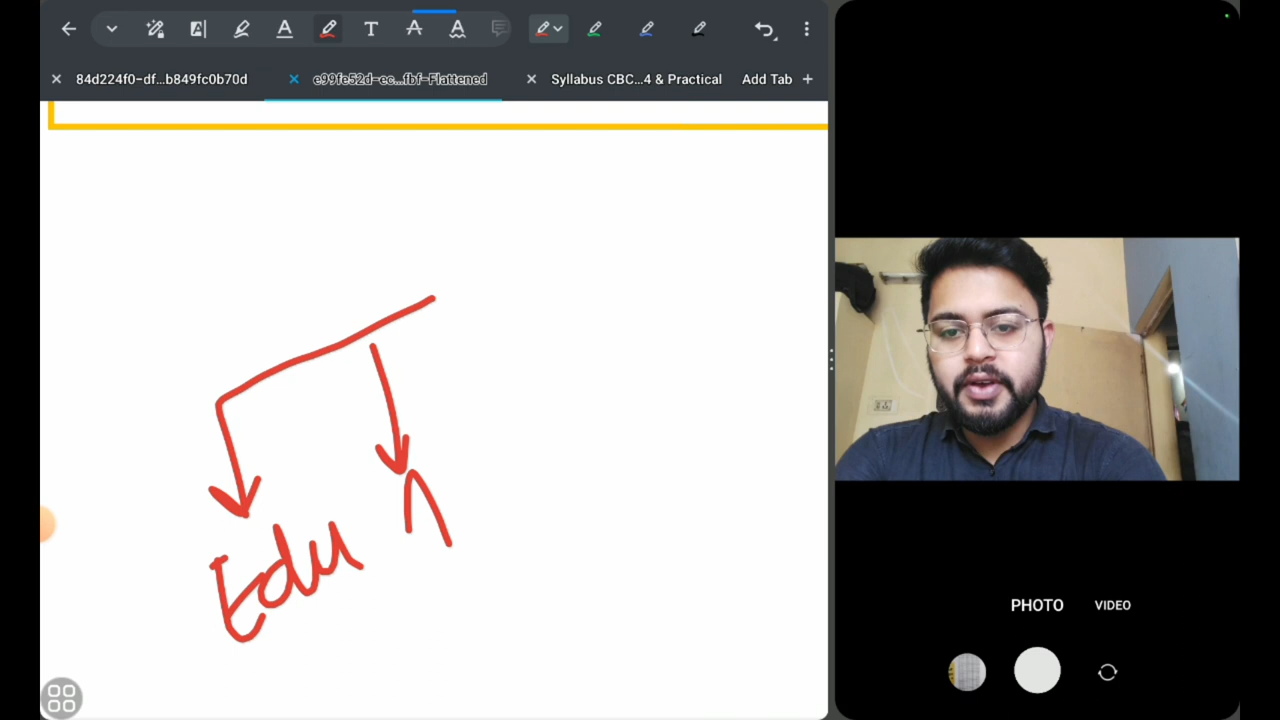 84d224f0-df...b849fc0b70d
e99fe52d-ec...fbf-Flattened
Syllabus CBC...4 & Practical
Add Tab +
Edu
PHOTO
VIDEO